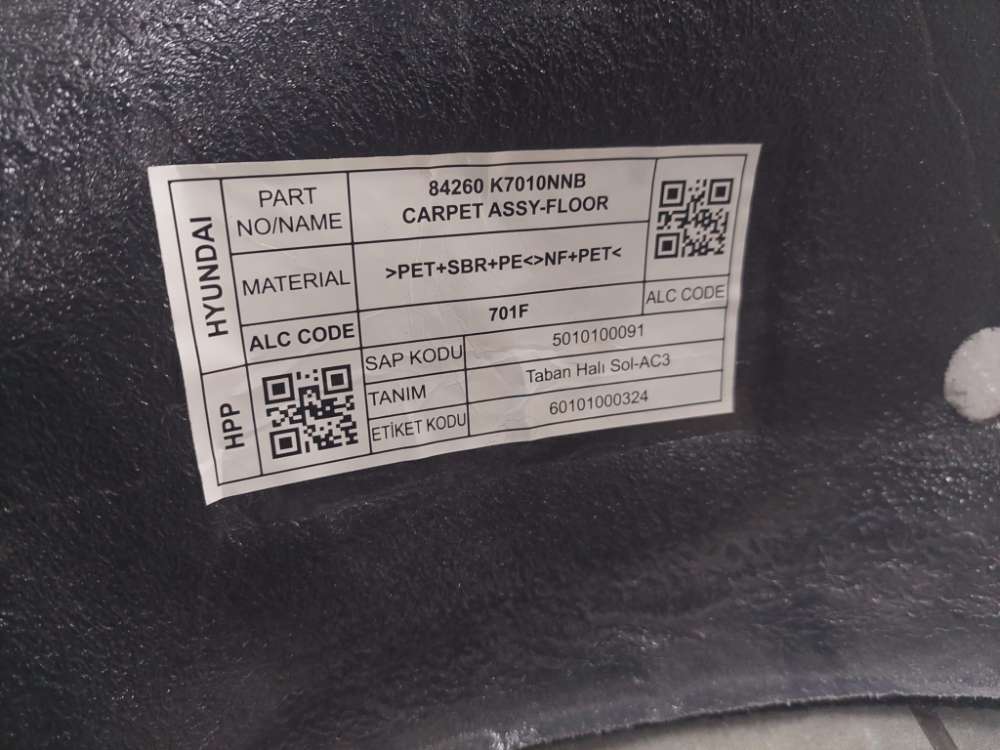 HYUNDAI
PART NO/NAME
84260 K7010NNB
CARPET ASSY-FLOOR
MATERIAL
>PET+SBR+PE<>NF+PET<
ALC CODE
701F
ALC CODE
HPP
SAP KODU
5010100091
TANIM
Taban Halı Sol-AC3
ETİKET KODU
60101000324